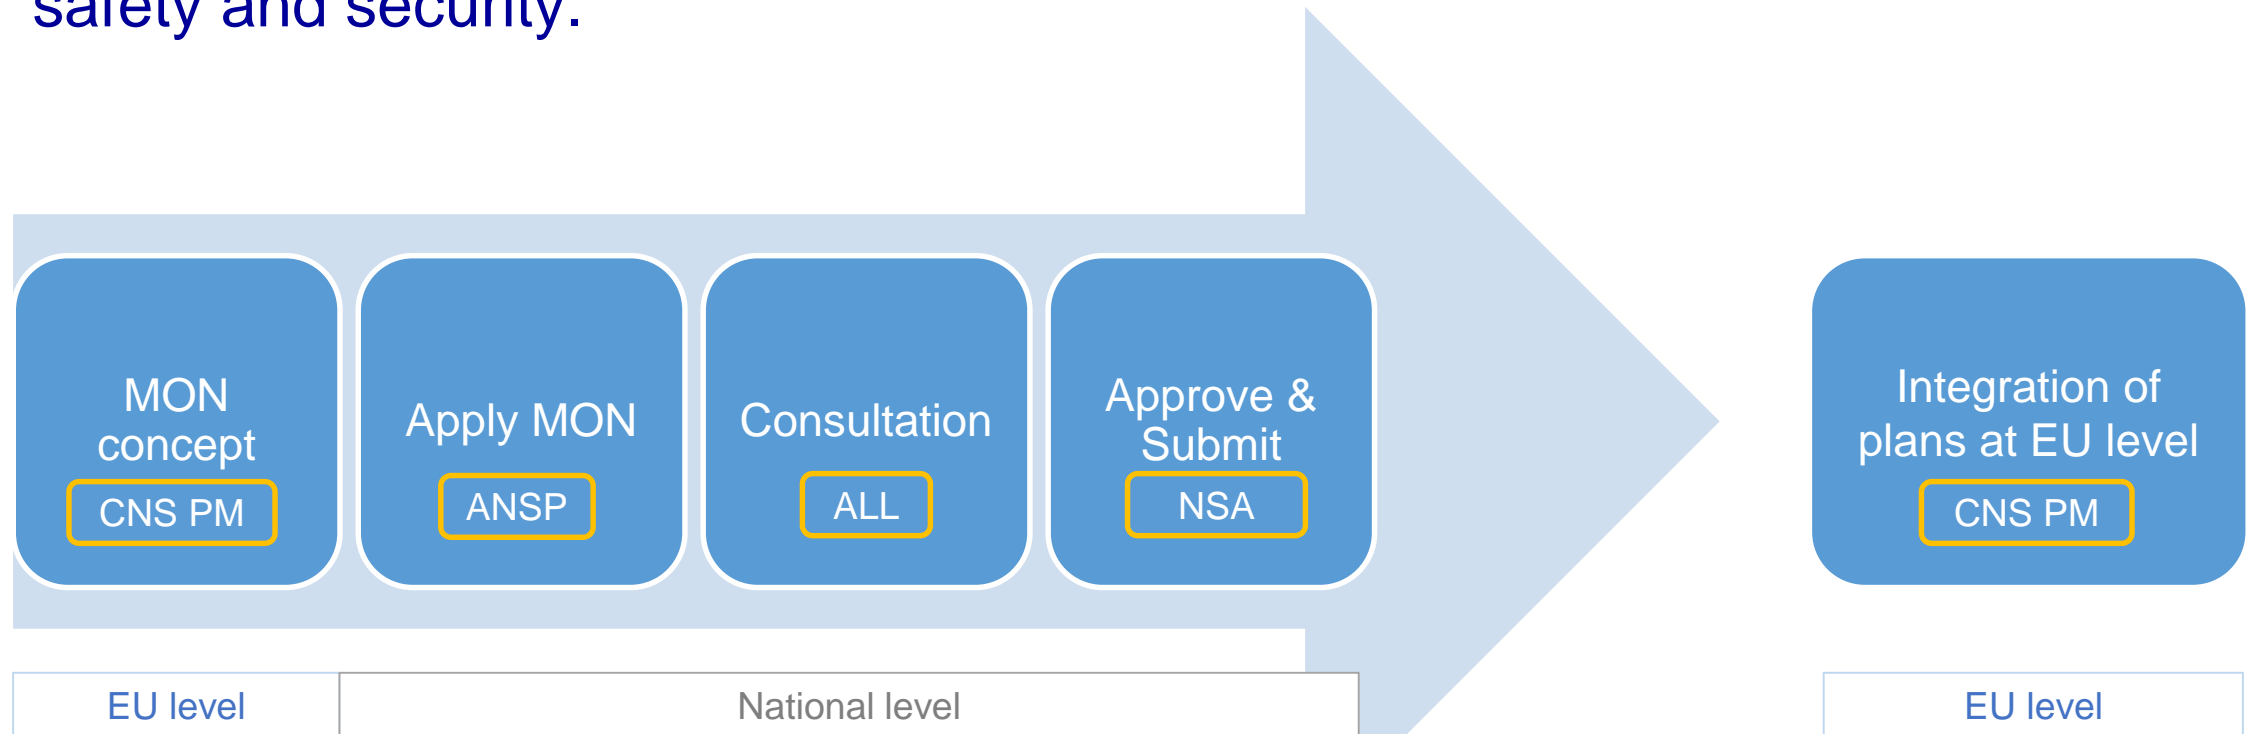 safety and security.
MON
concept
CNS PM
Apply MON
ANSP
Consultation
ALL
Approve &
Submit
NSA
Integration of
plans at EU level
CNS PM
EU level
National level
EU level